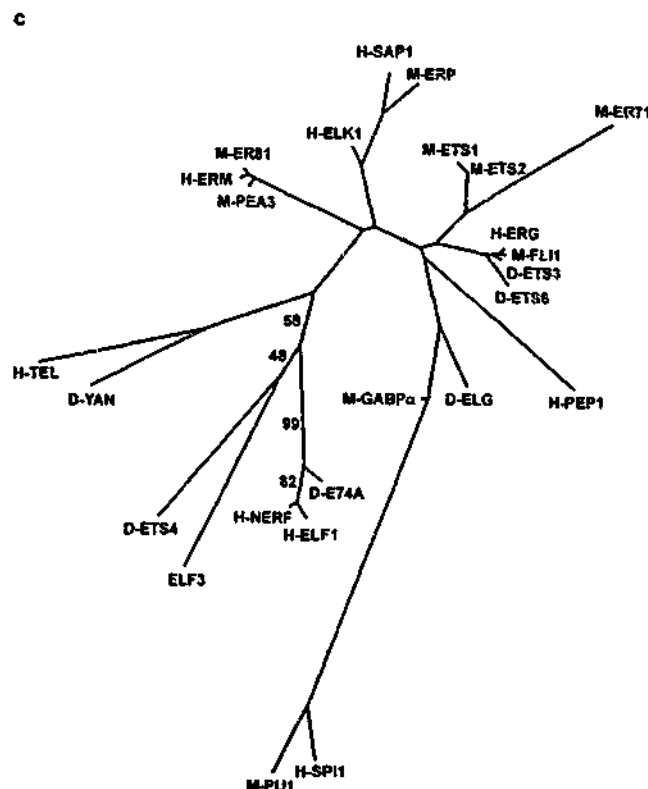 c
H-SAP1
M-ERP
M-ER71
H-ELK1
M-ETS1
M-ETS2
M-ER81
H-ERM
M-PEA3
H-ERG
M-FLI1
D-ETS3
D-ETS6
58
48
H-TEL
D-YAN
M-GABPα
D-ELG
H-PEP1
99
82
D-E74A
H-NERF
D-ETS4
H-ELF1
ELF3
H-SPI1
M-PU1